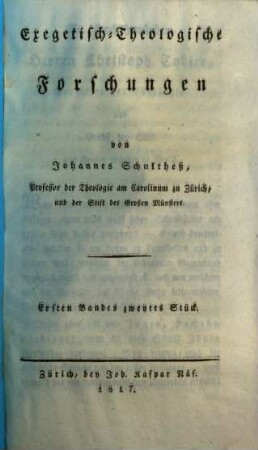 Exegetisch-Theologische
Forschungen
von
Johannes Schultheß,
Professor der Theologie am Carolinum zu Zürich,
und der Stift des Großen Münsters.
Ersten Bandes zweytes Stück.
Zürich, bey Joh. Kaspar Näf.
1817.